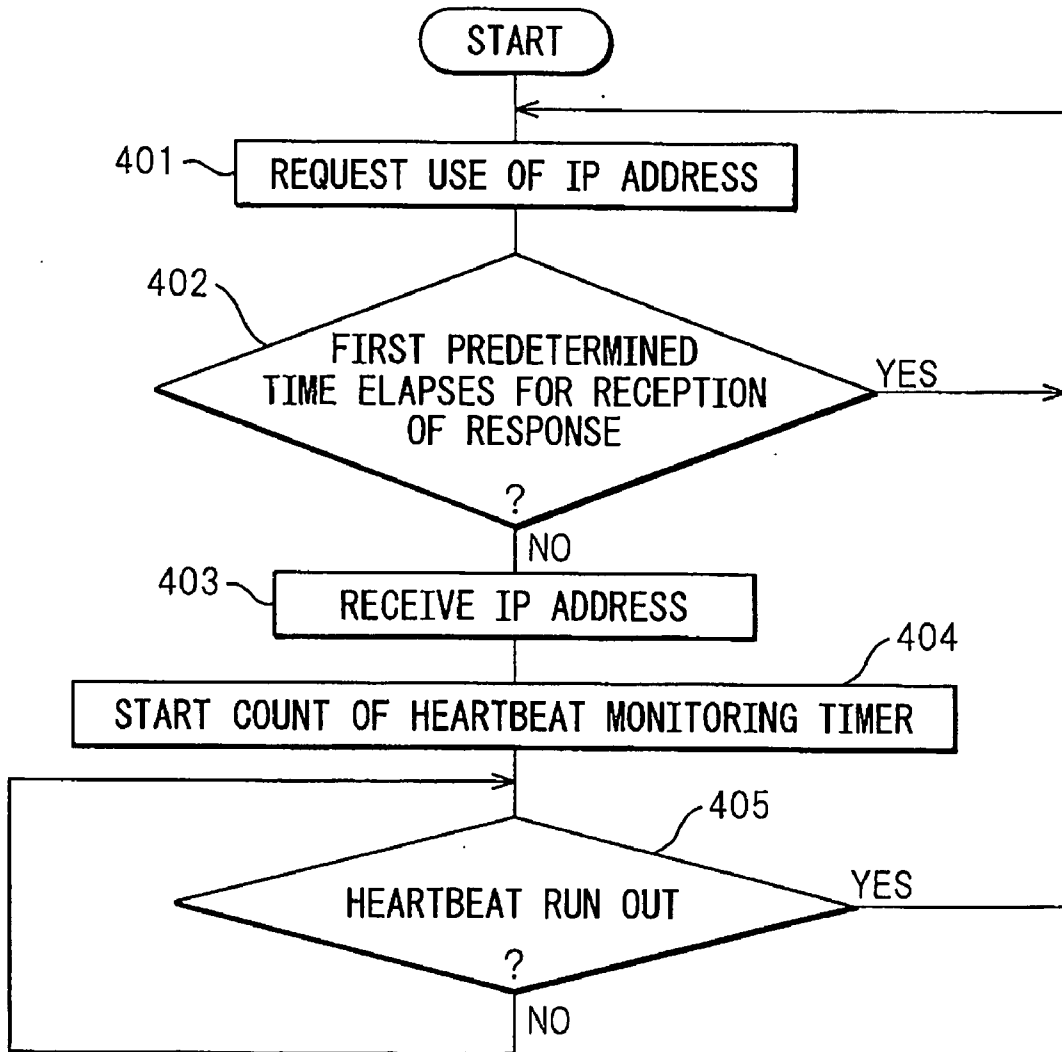 START
401
REQUEST USE OF IP ADDRESS
402
FIRST PREDETERMINED
TIME ELAPSES FOR RECEPTION
OF RESPONSE
?
YES
NO
403
RECEIVE IP ADDRESS
404
START COUNT OF HEARTBEAT MONITORING TIMER
405
HEARTBEAT RUN OUT
?
YES
NO